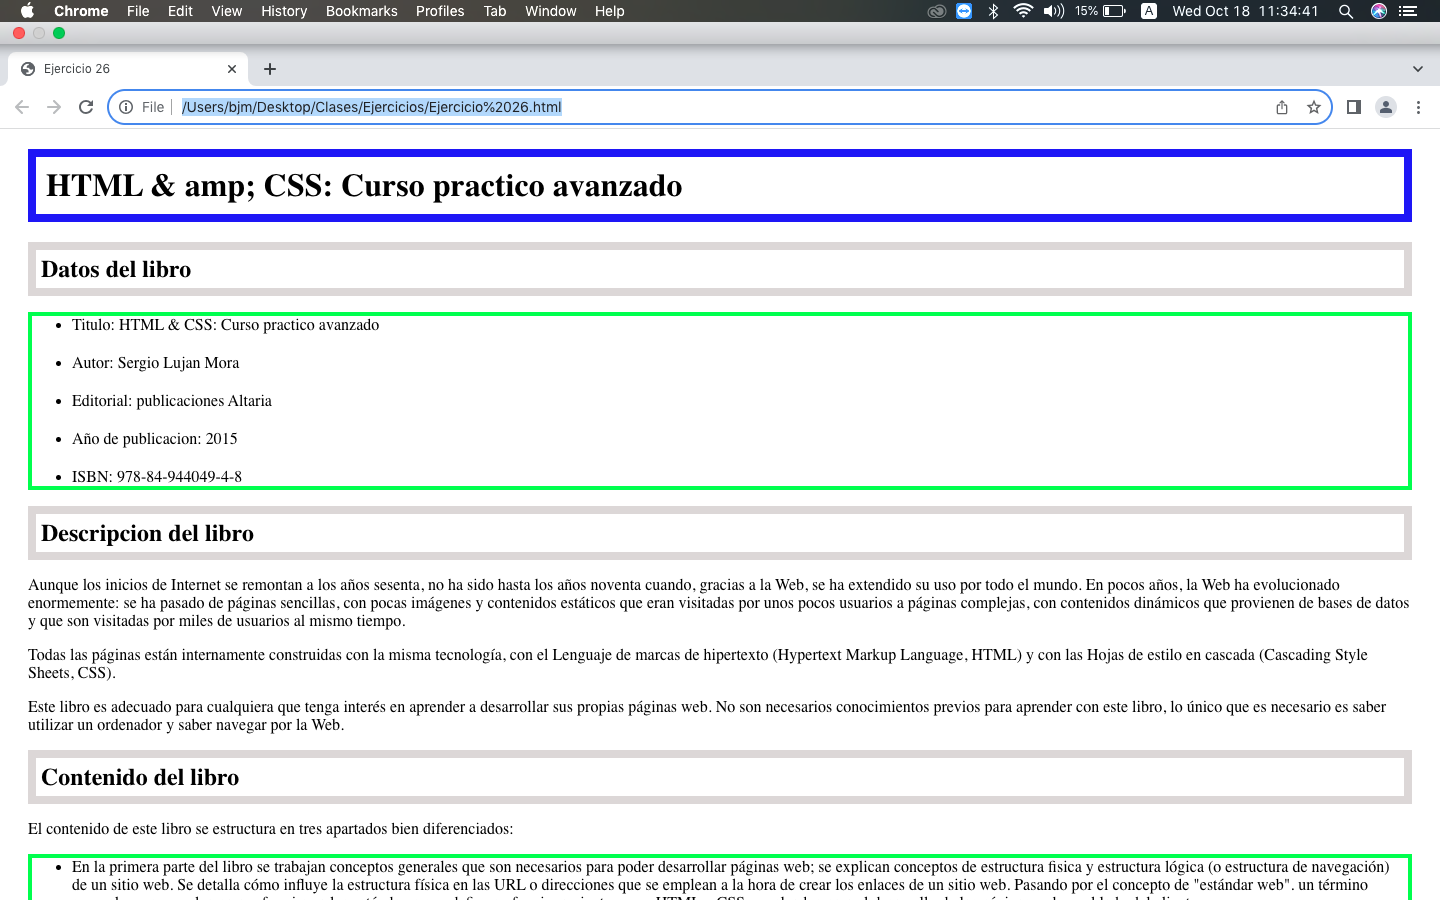 Chrome File Edit View History Bookmarks Profiles Tab Window Help 15% A Wed Oct 18 11:34:41
Ejercicio 26
File /Users/bjm/Desktop/Clases/Ejercicios/Ejercicio%2026.html
HTML & amp; CSS: Curso practico avanzado
Datos del libro
• Titulo: HTML & CSS: Curso practico avanzado
• Autor: Sergio Lujan Mora
• Editorial: publicaciones Altaria
• Año de publicacion: 2015
• ISBN: 978-84-944049-4-8
Descripcion del libro
Aunque los inicios de Internet se remontan a los años sesenta, no ha sido hasta los años noventa cuando, gracias a la Web, se ha extendido su uso por todo el mundo. En pocos años, la Web ha evolucionado
enormemente: se ha pasado de páginas sencillas, con pocas imágenes y contenidos estáticos que eran visitadas por unos pocos usuarios a páginas complejas, con contenidos dinámicos que provienen de bases de datos
y que son visitadas por miles de usuarios al mismo tiempo.
Todas las páginas están internamente construidas con la misma tecnología, con el Lenguaje de marcas de hipertexto (Hypertext Markup Language, HTML) y con las Hojas de estilo en cascada (Cascading Style
Sheets, CSS).
Este libro es adecuado para cualquiera que tenga interés en aprender a desarrollar sus propias páginas web. No son necesarios conocimientos previos para aprender con este libro, lo único que es necesario es saber
utilizar un ordenador y saber navegar por la Web.
Contenido del libro
El contenido de este libro se estructura en tres apartados bien diferenciados:
• En la primera parte del libro se trabajan conceptos generales que son necesarios para poder desarrollar páginas web; se explican conceptos de estructura fisica y estructura lógica (o estructura de navegación)
de un sitio web. Se detalla cómo influye la estructura física en las URL o direcciones que se emplean a la hora de crear los enlaces de un sitio web. Pasando por el concepto de "estándar web". un término